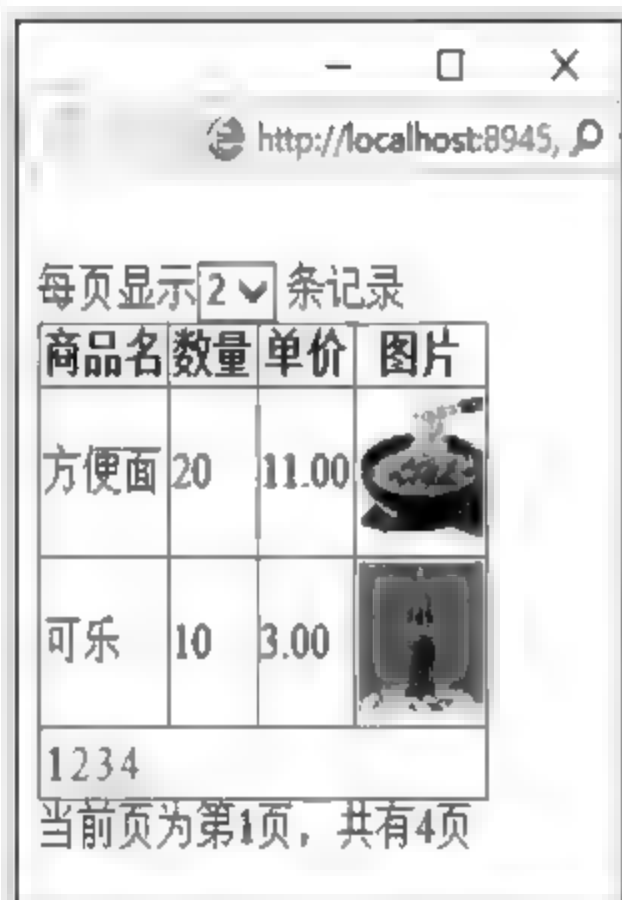 http://localhost:8945,
每页显示 2 条记录
商品名 数量 单价 图片
方便面 20 11.00
可乐 10 3.00
1234
当前页为第1页，共有4页